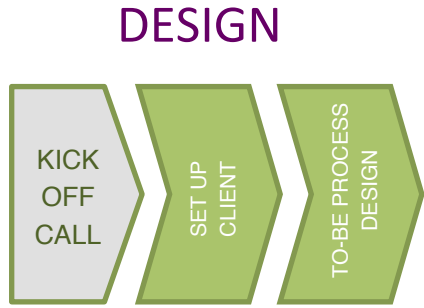 DESIGN
KICK
OFF
CALL
SET UP
CLIENT
TO-BE PROCESS
DESIGN